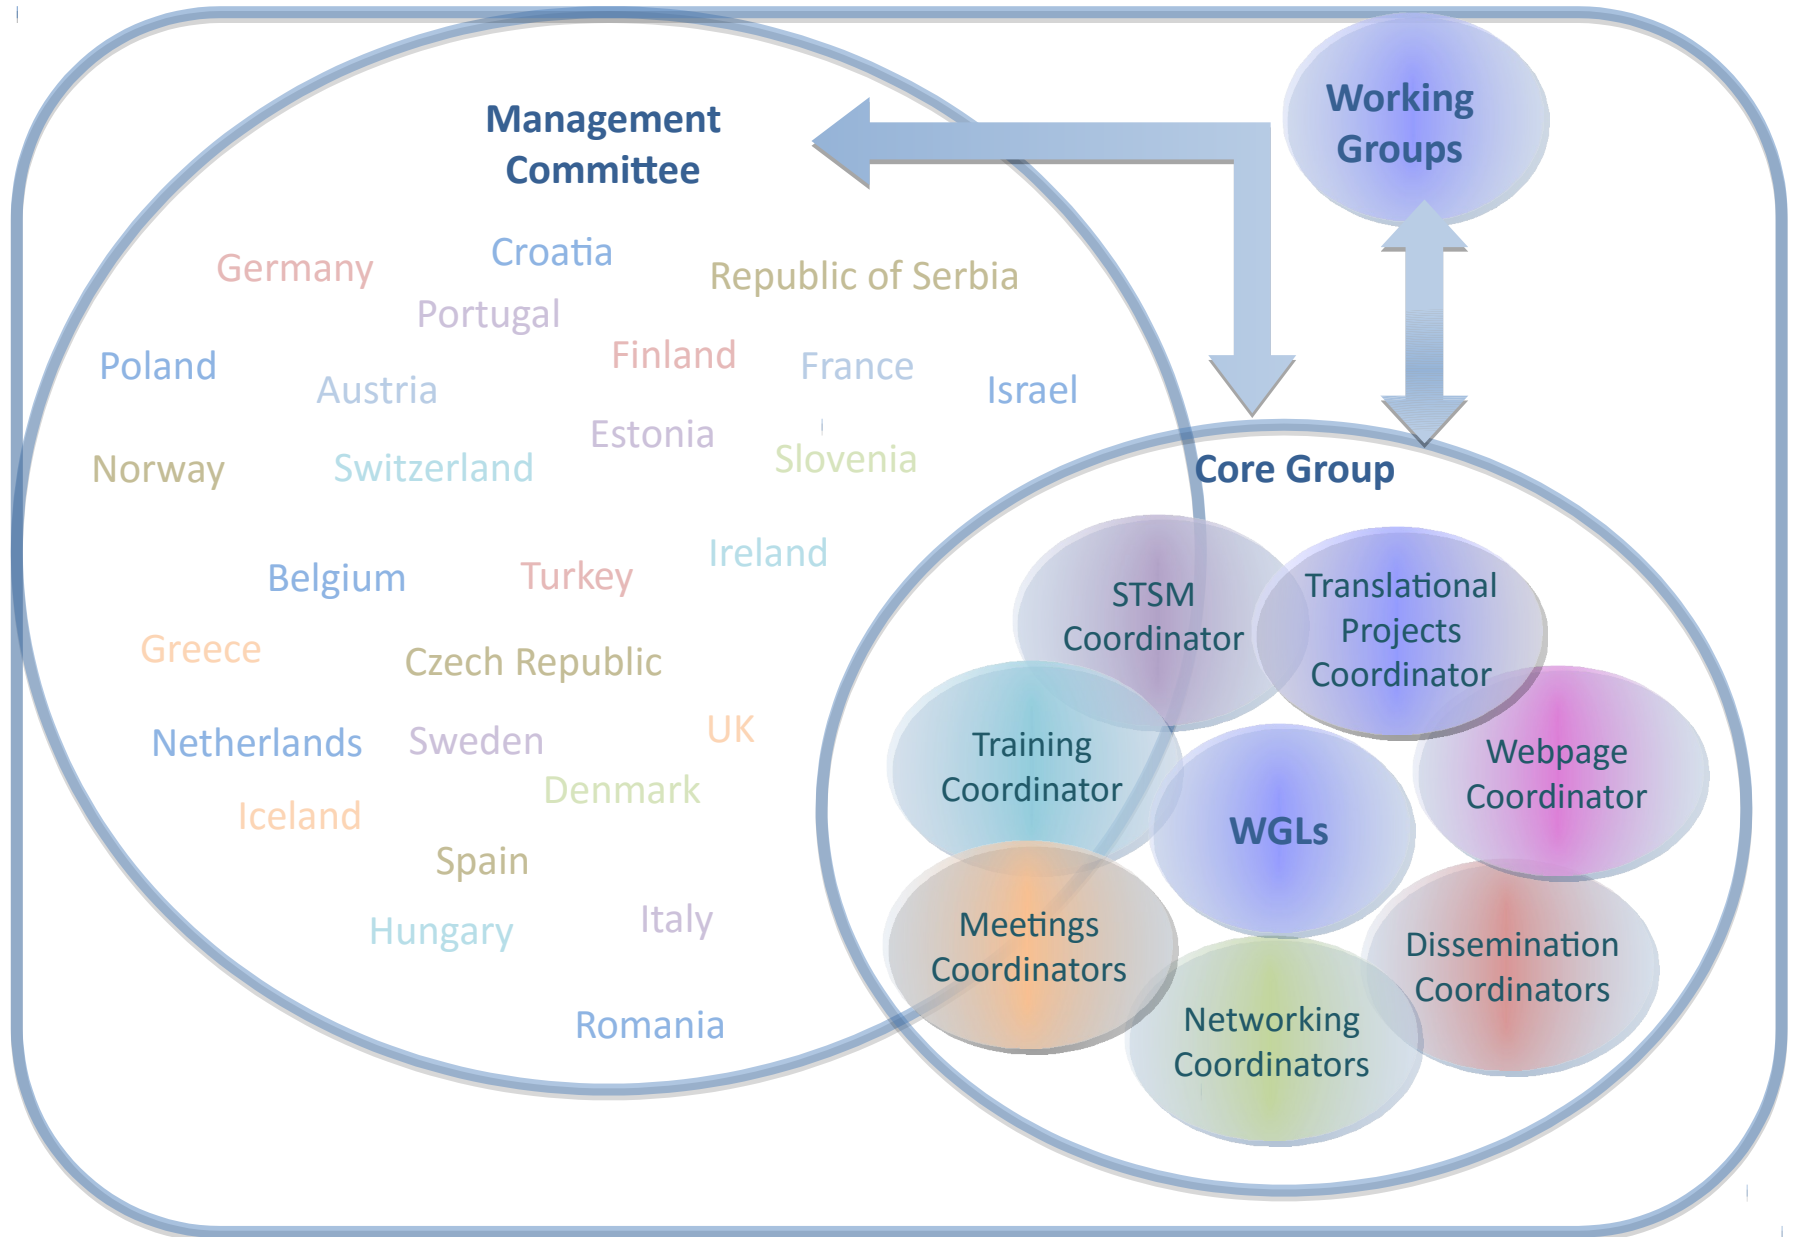 Management
Committee
Working
Groups
Germany
Croatia
Republic of Serbia
Portugal
Poland
Austria
Finland
France
Israel
Estonia
Norway
Switzerland
Slovenia
Belgium
Turkey
Ireland
Greece
Czech Republic
Netherlands
Sweden
UK
Denmark
Iceland
Spain
Hungary
Italy
Romania
Core Group
STSM
Coordinator
Translational
Projects
Coordinator
Training
Coordinator
WGLs
Webpage
Coordinator
Meetings
Coordinators
Networking
Coordinators
Dissemination
Coordinators